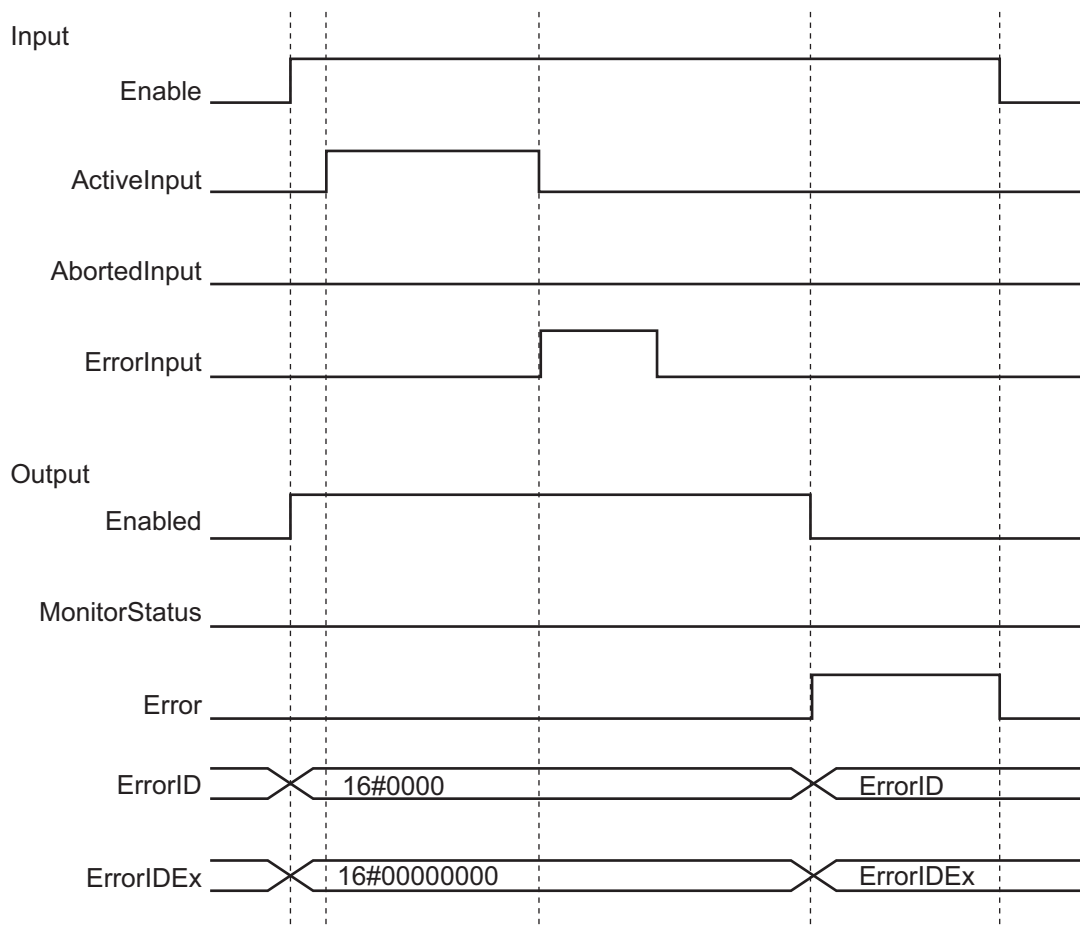 Input
Enable
ActiveInput
AbortedInput
ErrorInput
Output
Enabled
MonitorStatus
Error
ErrorID 16#0000 ErrorID
ErrorIDEx 16#00000000 ErrorIDEx